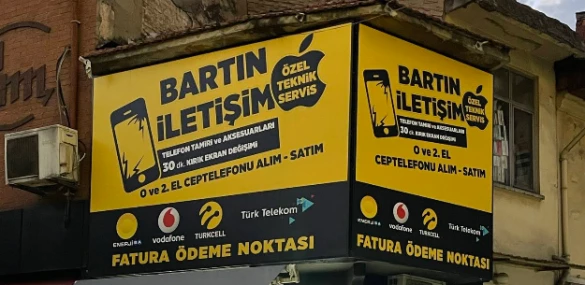 BARTIN
İLETİŞİM
ÖZEL
TEKNİK
SERVİS
TELEFON TAMİRİ ve AKSESUARLARI
30 dk. KIRIK EKRAN DEĞİŞİMİ
0 ve 2. EL CEPTELEFONU ALIM - SATIM
ENERJİSA
vodafone
TURKCELL
Türk Telekom
FATURA ÖDEME NOKTASI
BARTIN
İLETİŞİM
ÖZEL
TEKNİK
SERVİS
TELEFON TAMİRİ ve AKSESUARLARI
30 dk. KIRIK EKRAN DEĞİŞİMİ
0 ve 2. EL
CEPTELEFONU ALIM - SATIM
Türk Telekom
FATURA ÖDEME NOKTASI